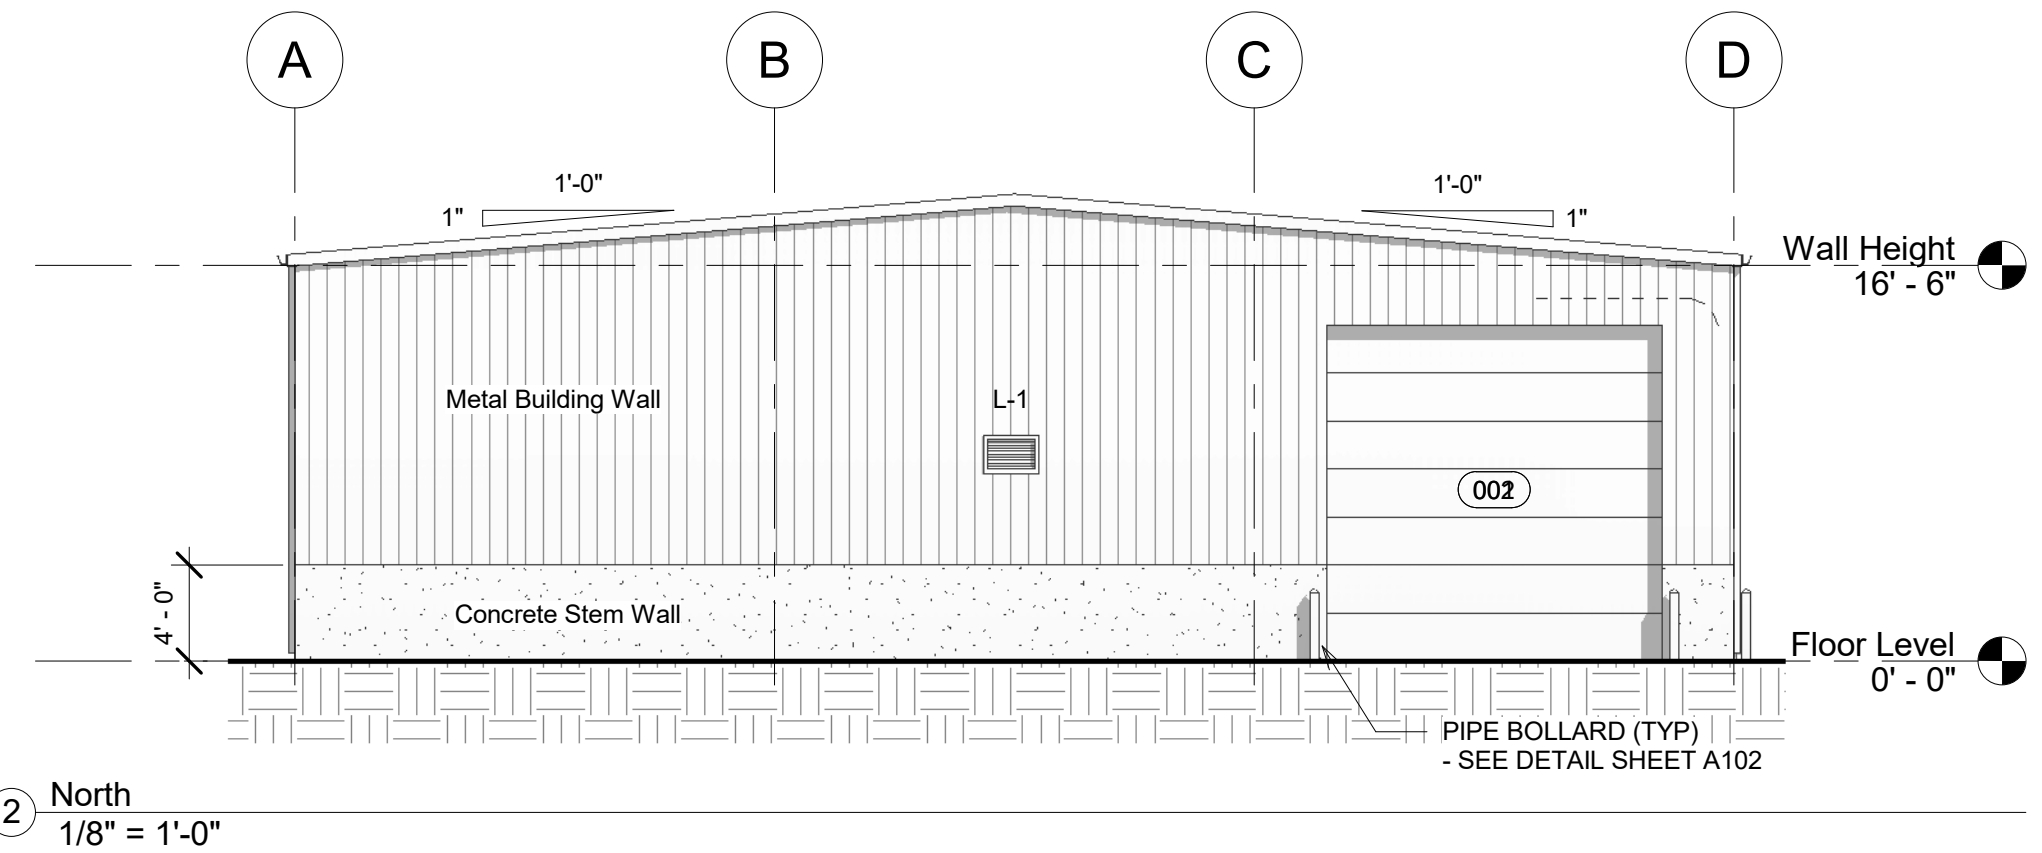 A B C D
1'-0"
1"
1'-0"
1"
Wall Height
16' - 6"
Metal Building Wall
L-1
4' - 0"
Concrete Stem Wall
Floor Level
0' - 0"
PIPE BOLLARD (TYP)
- SEE DETAIL SHEET A102
2
North
1/8" = 1'-0"